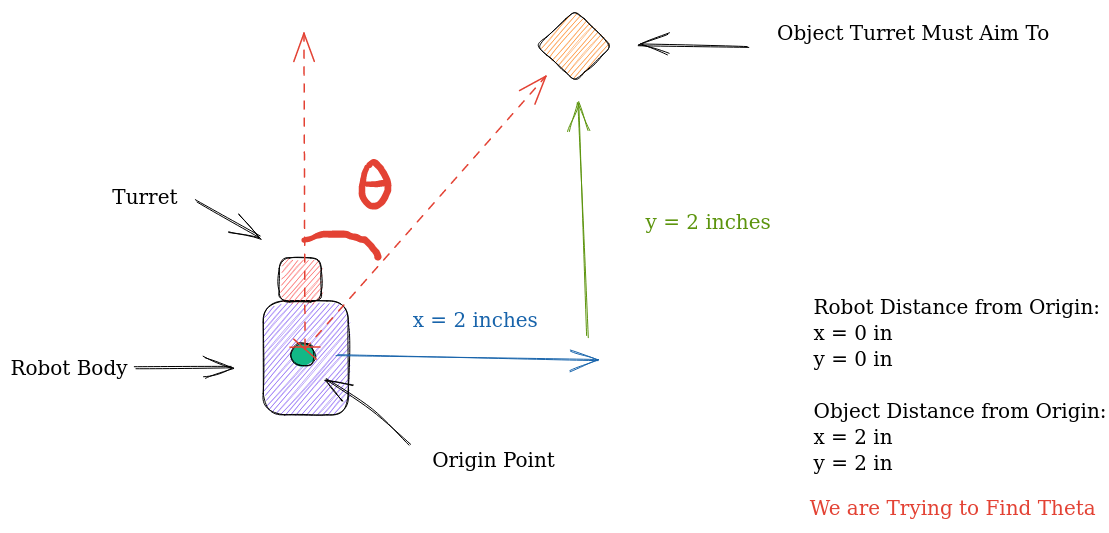 Object Turret Must Aim To
θ
Turret
y = 2 inches
x = 2 inches
Robot Body
Origin Point
Robot Distance from Origin:
x = 0 in
y = 0 in
Object Distance from Origin:
x = 2 in
y = 2 in
We are Trying to Find Theta